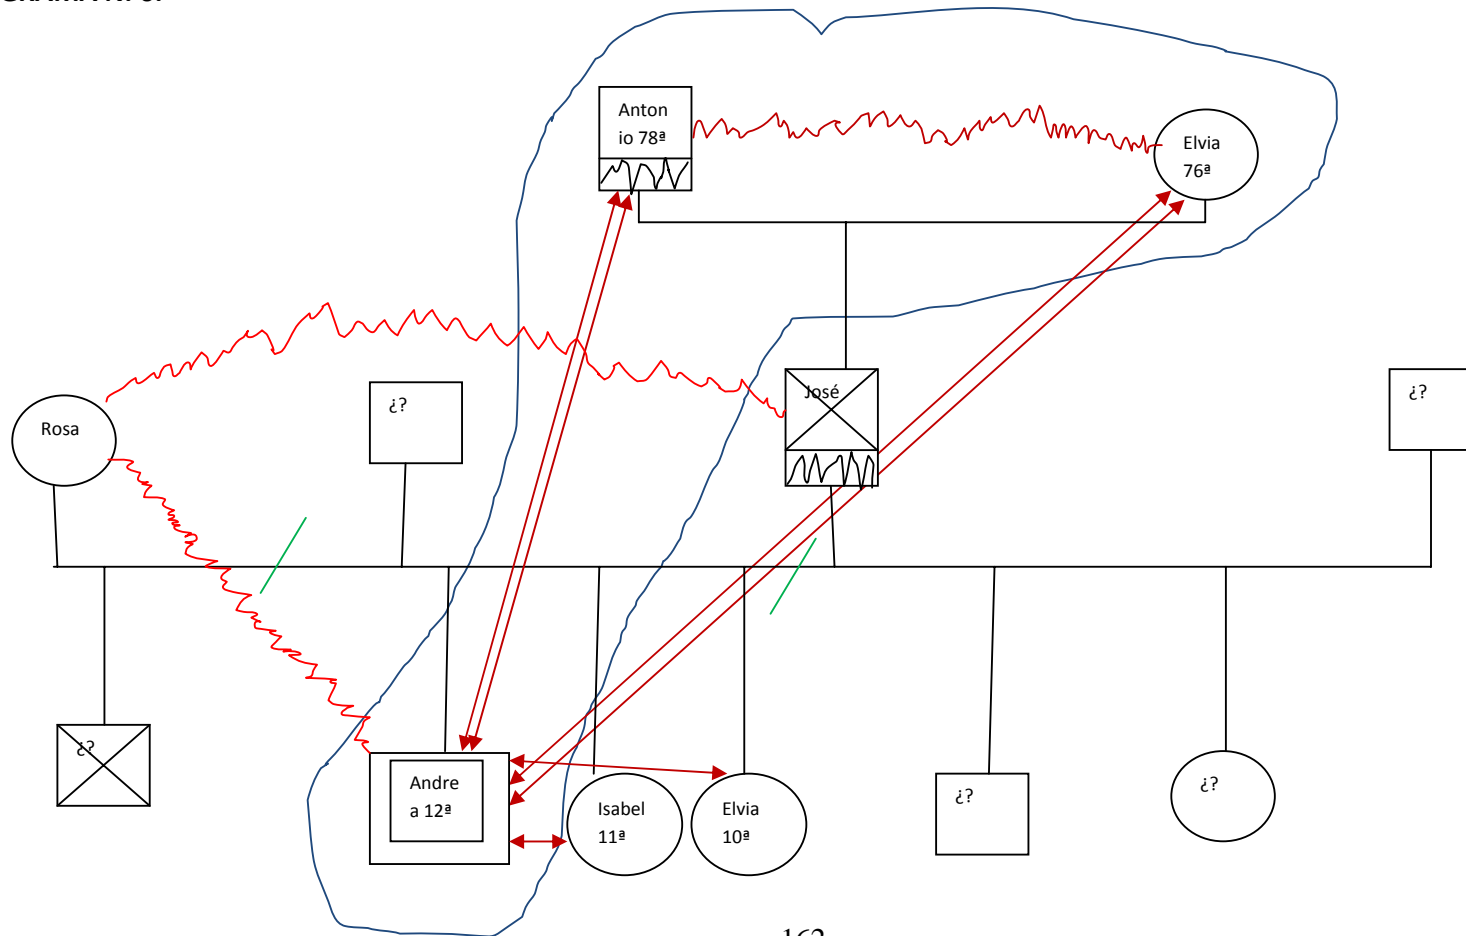 Anton
io 78ª
Elvia
76ª
José
¿?
¿?
Rosa
¿?
Andre
a 12ª
Isabel
11ª
Elvia
10ª
¿?
¿?